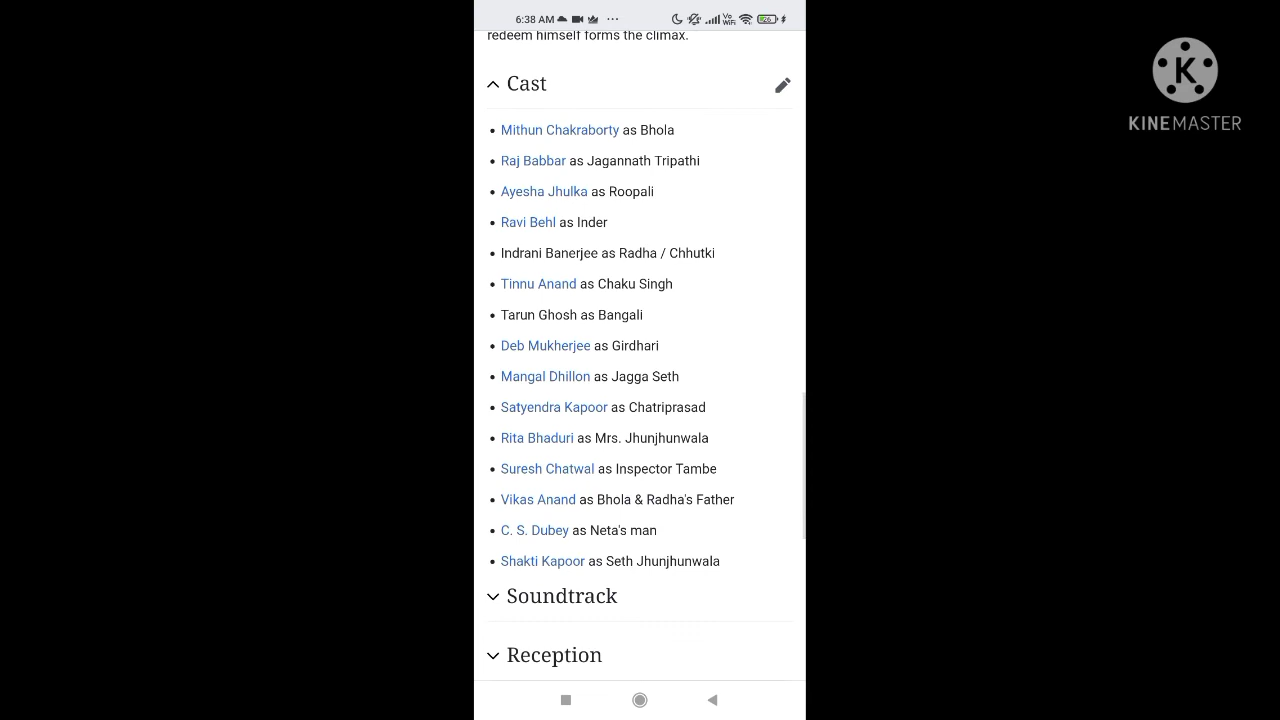 6:38 AM
Vo
WiFi
26
redeem himself forms the climax.
Cast
Mithun Chakraborty as Bhola
Raj Babbar as Jagannath Tripathi
Ayesha Jhulka as Roopali
Ravi Behl as Inder
Indrani Banerjee as Radha / Chhutki
Tinnu Anand as Chaku Singh
Tarun Ghosh as Bangali
Deb Mukherjee as Girdhari
Mangal Dhillon as Jagga Seth
Satyendra Kapoor as Chatriprasad
Rita Bhaduri as Mrs. Jhunjhunwala
Suresh Chatwal as Inspector Tambe
Vikas Anand as Bhola & Radha's Father
C. S. Dubey as Neta's man
Shakti Kapoor as Seth Jhunjhunwala
Soundtrack
Reception
K
KINEMASTER